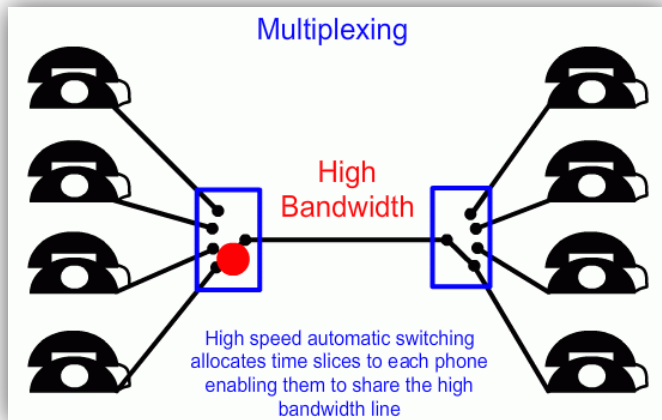 Multiplexing
High
Bandwidth
High speed automatic switching
allocates time slices to each phone
enabling them to share the high
bandwidth line